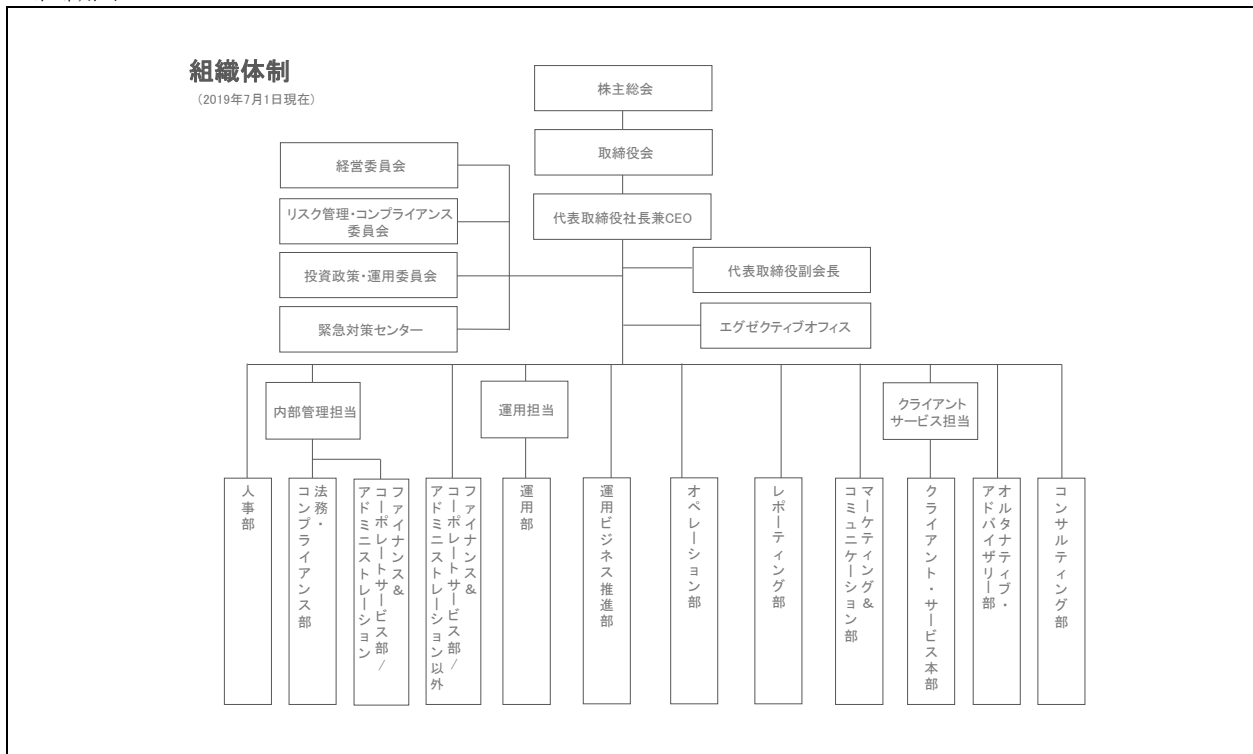 組織体制
（2019年7月1日現在）
株主総会
取締役会
代表取締役社長兼CEO
経営委員会
リスク管理・コンプライアンス
委員会
投資政策・運用委員会
緊急対策センター
代表取締役副会長
エグゼクティブオフィス
内部管理担当
運用担当
クライアント
サービス担当
人事部
法務・
コンプライアンス部
ファイナンス&
コーポレートサービス部/
アドミニストレーション
ファイナンス&
コーポレートサービス部/
アドミニストレーション以外
運用部
運用ビジネス推進部
オペレーション部
レポーティング部
マーケティング&
コミュニケーション部
クライアント・サービス本部
オルタナティブ・
アドバイザリー部
コンサルティング部